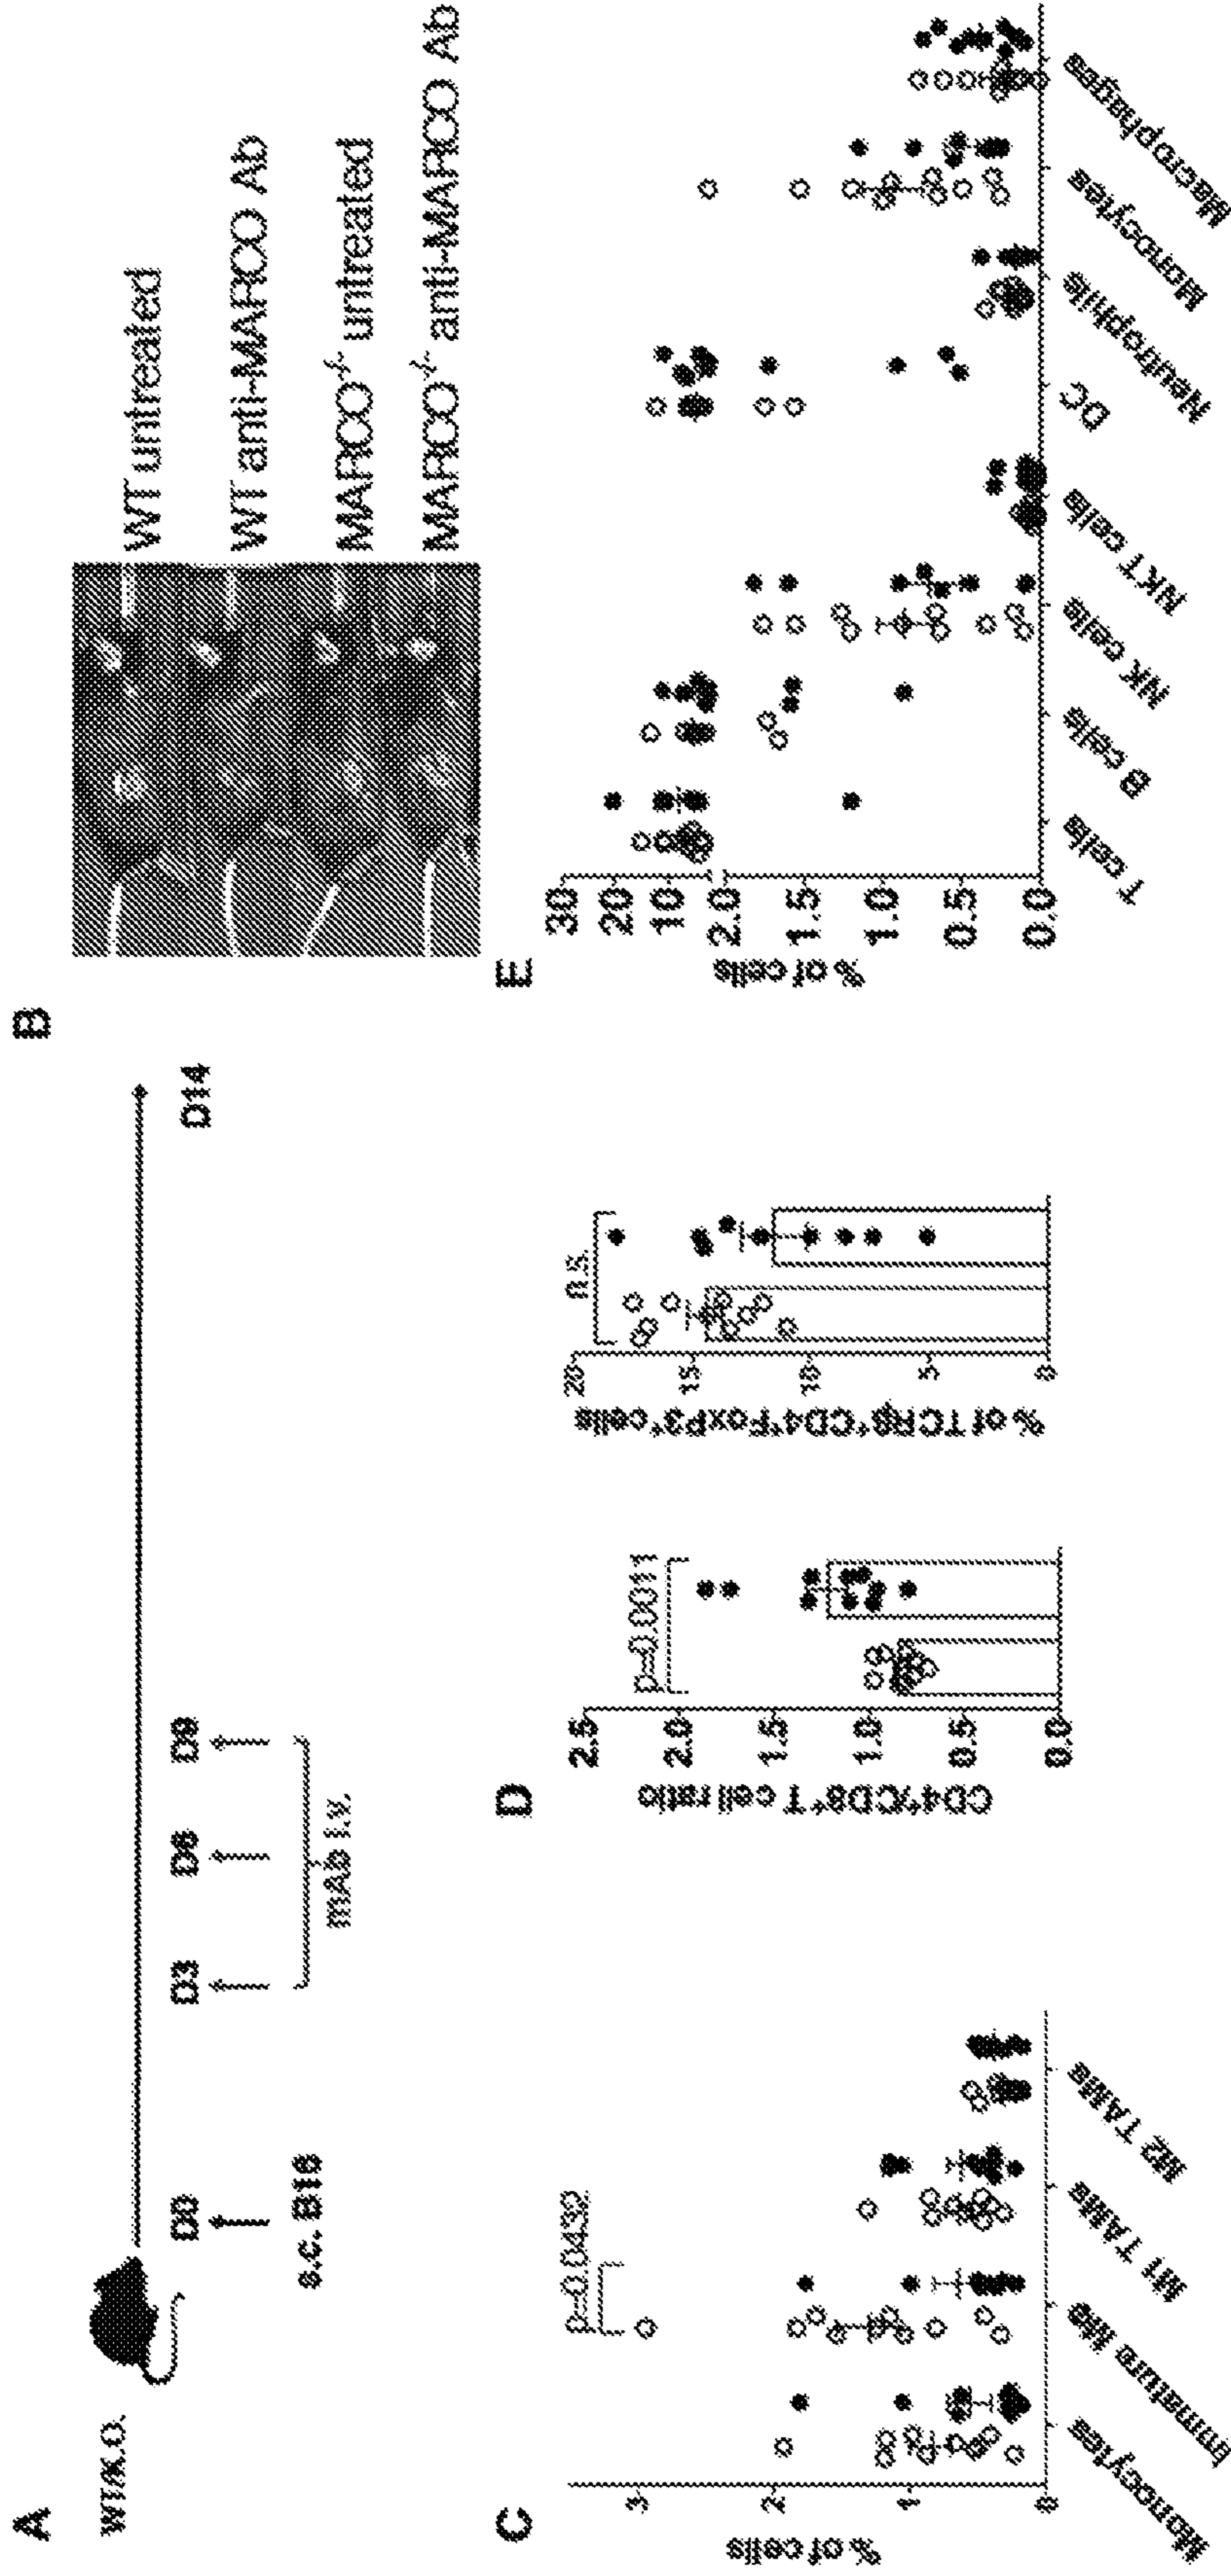 A
WT/K.O.
D0
D3
D6
D9
D14
s.c. B16
mAb i.v.
B
WT untreated
WT anti-MARCO Ab
MARCO-/- untreated
MARCO-/- anti-MARCO Ab
C
% of cells
3
2
1
0
p=0.0432
Monocytes
Immature Mo
M1 TAMs
M2 TAMs
D
CD4+/CD8+ T cell ratio
2.5
2.0
1.5
1.0
0.5
0.0
p=0.0011
% of TCRβ+CD4+FoxP3+ cells
20
15
10
5
0
n.s.
E
% of cells
30
20
10
2.0
1.5
1.0
0.5
0.0
T cells
B cells
NK cells
NKT cells
DC
Neutrophils
Monocytes
Macrophages